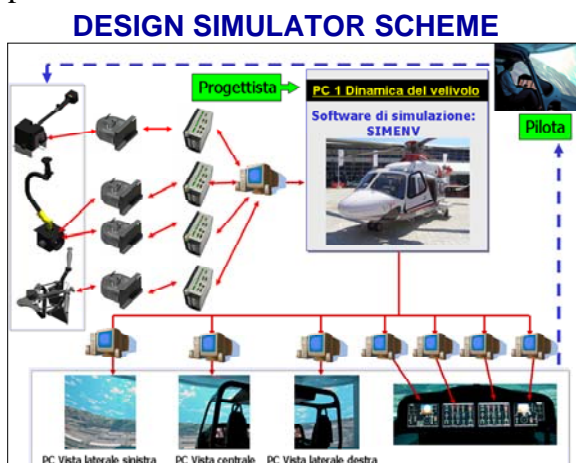 DESIGN SIMULATOR SCHEME
Progettista
PC 1 Dinamica del velivolo
Software di simulazione:
SIMENV
Pilota
PC Vista laterale sinistra
PC Vista centrale
PC Vista laterale destra